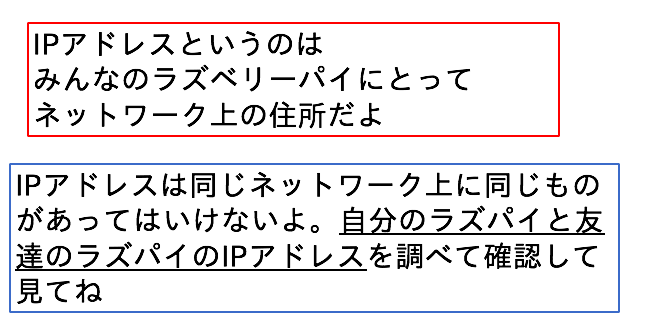 IPアドレスというのは
みんなのラズベリーパイにとって
ネットワーク上の住所だよ
IPアドレスは同じネットワーク上に同じもの
があってはいけないよ。自分のラズパイと友
達のラズパイのIPアドレスを調べて確認して
見てね